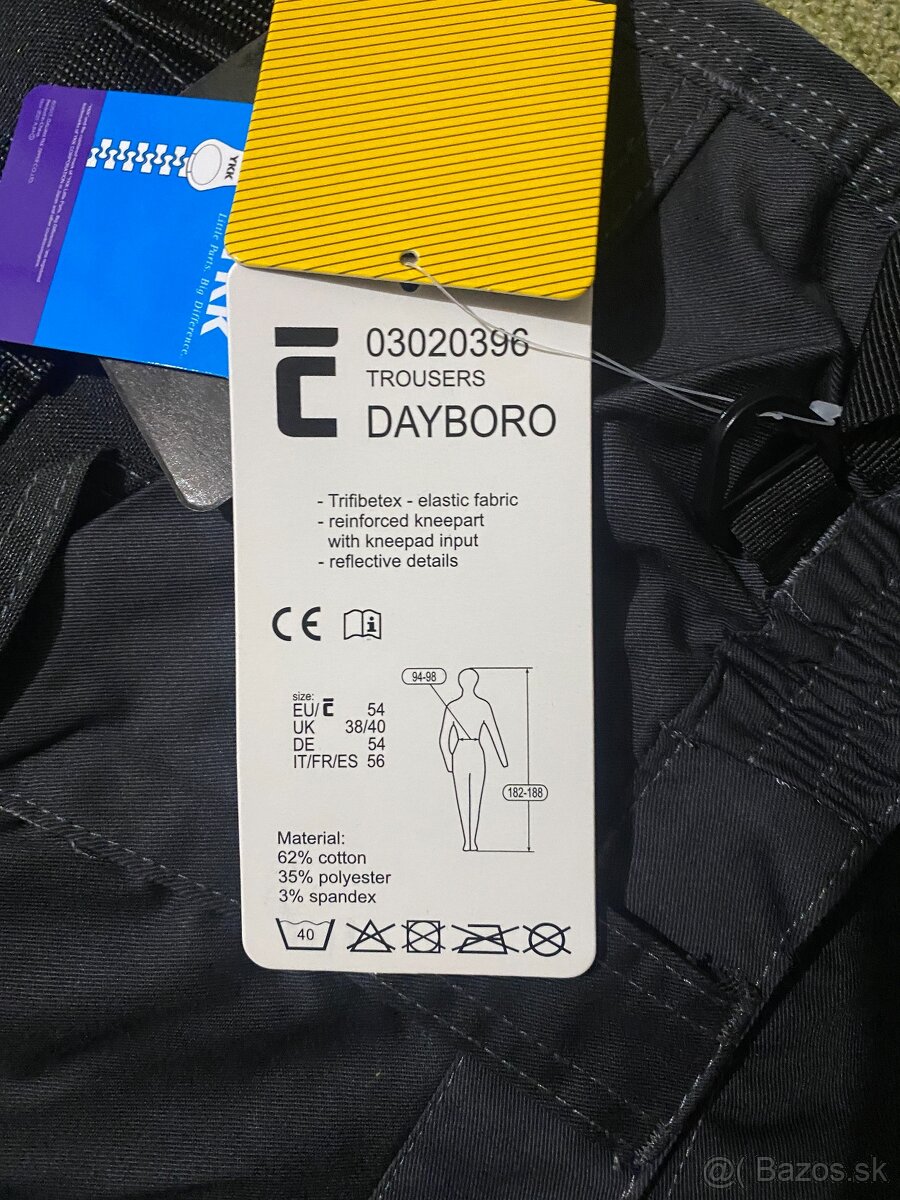 YKK
Little Parts. Big Difference.
03020396
TROUSERS
DAYBORO
- Trifibetex - elastic fabric
- reinforced kneepart
with kneepad input
- reflective details
CE
i
94-98
size:
EU/ 54
UK 38/40
DE 54
IT/FR/ES 56
182-188
Material:
62% cotton
35% polyester
3% spandex
40
@( Bazos.sk